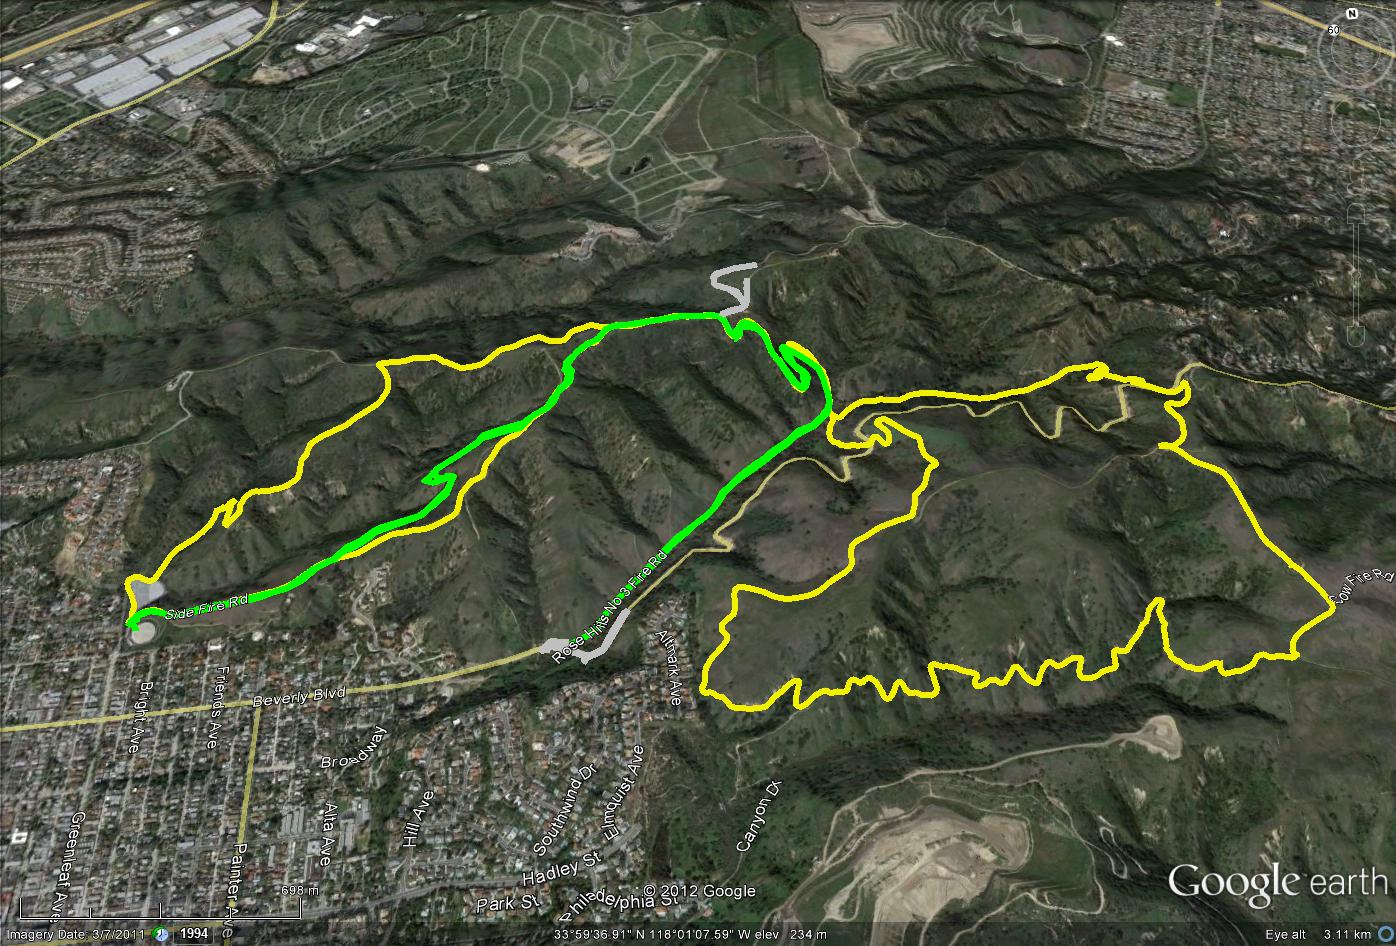 N
60
Side Fire Rd
Rose Hills No 3 Fire Rd
Fire Rd
Beverly Blvd
Bright Ave
Friends Ave
Altmark Ave
Broadway
Greenleaf Ave
Painter Ave
Alta Ave
Hill Ave
Southwind Dr
Elmquist Ave
Canyon Dr
Hadley St
Park St
Philadelphia St
© 2012 Google
Google earth
698 m
Imagery Date: 3/7/2011
1994
33°59'36.91" N 118°01'07.59" W elev 234 m
Eye alt 3.11 km